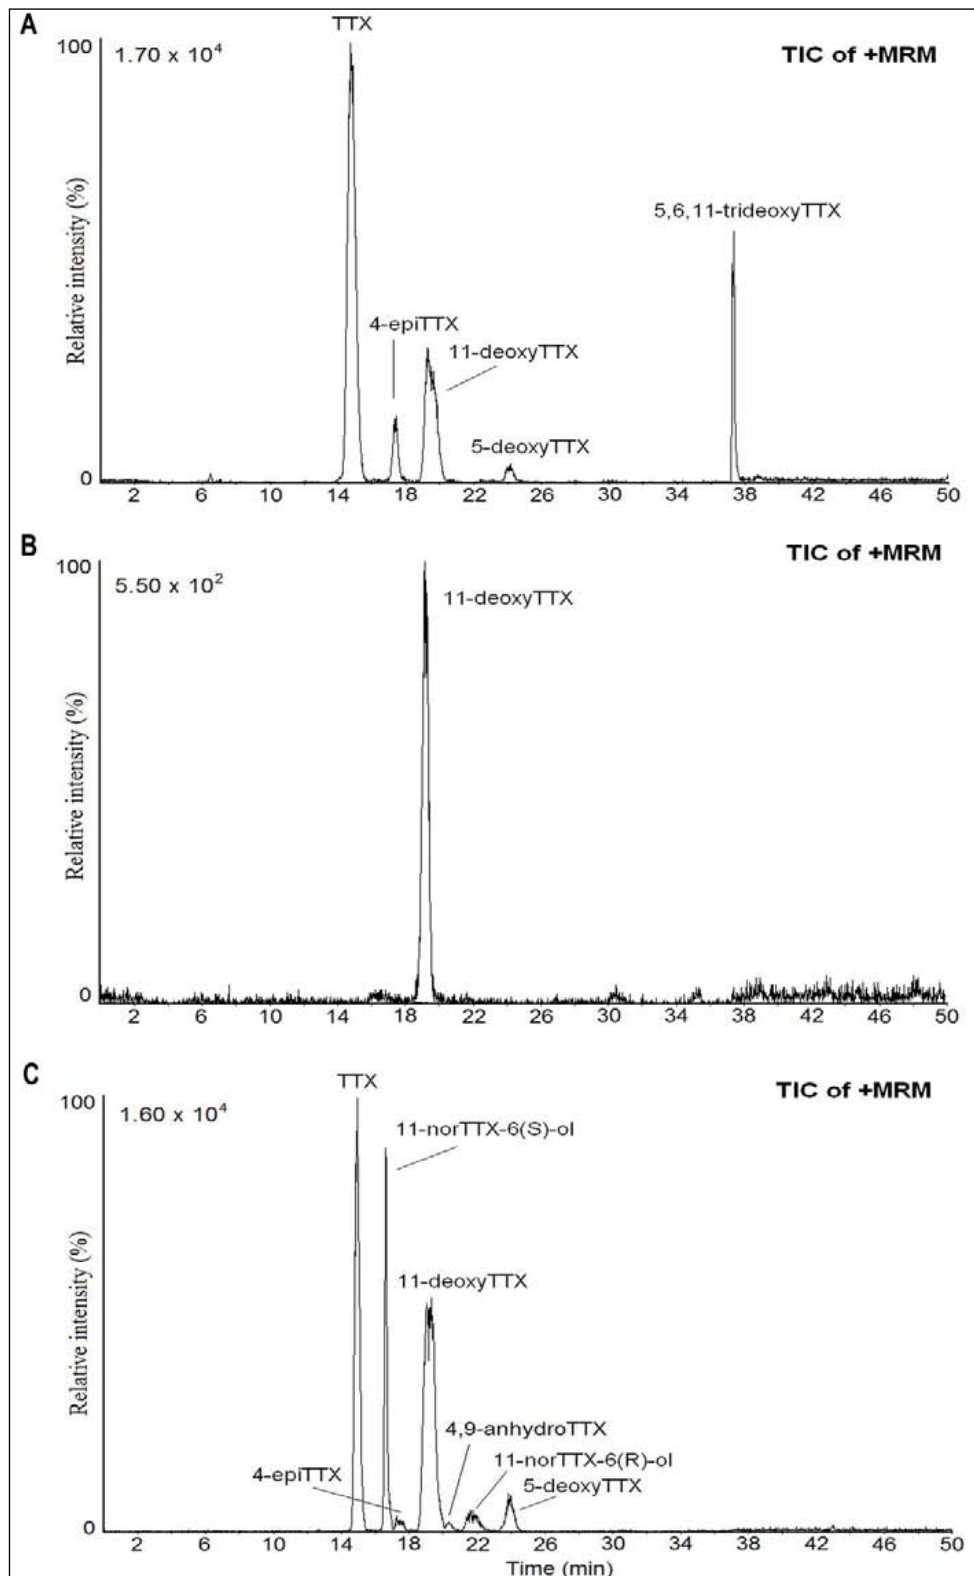 A
TTX
100
1.70 x 10⁴
TIC of +MRM
Relative intensity (%)
5,6,11-trideoxyTTX
4-epiTTX
11-deoxyTTX
5-deoxyTTX
0
2 6 10 14 18 22 26 30 34 38 42 46 50
B
TIC of +MRM
100
5.50 x 10²
11-deoxyTTX
Relative intensity (%)
0
2 6 10 14 18 22 26 30 34 38 42 46 50
C
TTX
TIC of +MRM
100
1.60 x 10⁴
11-norTTX-6(S)-ol
Relative intensity (%)
11-deoxyTTX
4,9-anhydroTTX
11-norTTX-6(R)-ol
4-epiTTX
5-deoxyTTX
0
2 6 10 14 18 22 26 30 34 38 42 46 50
Time (min)